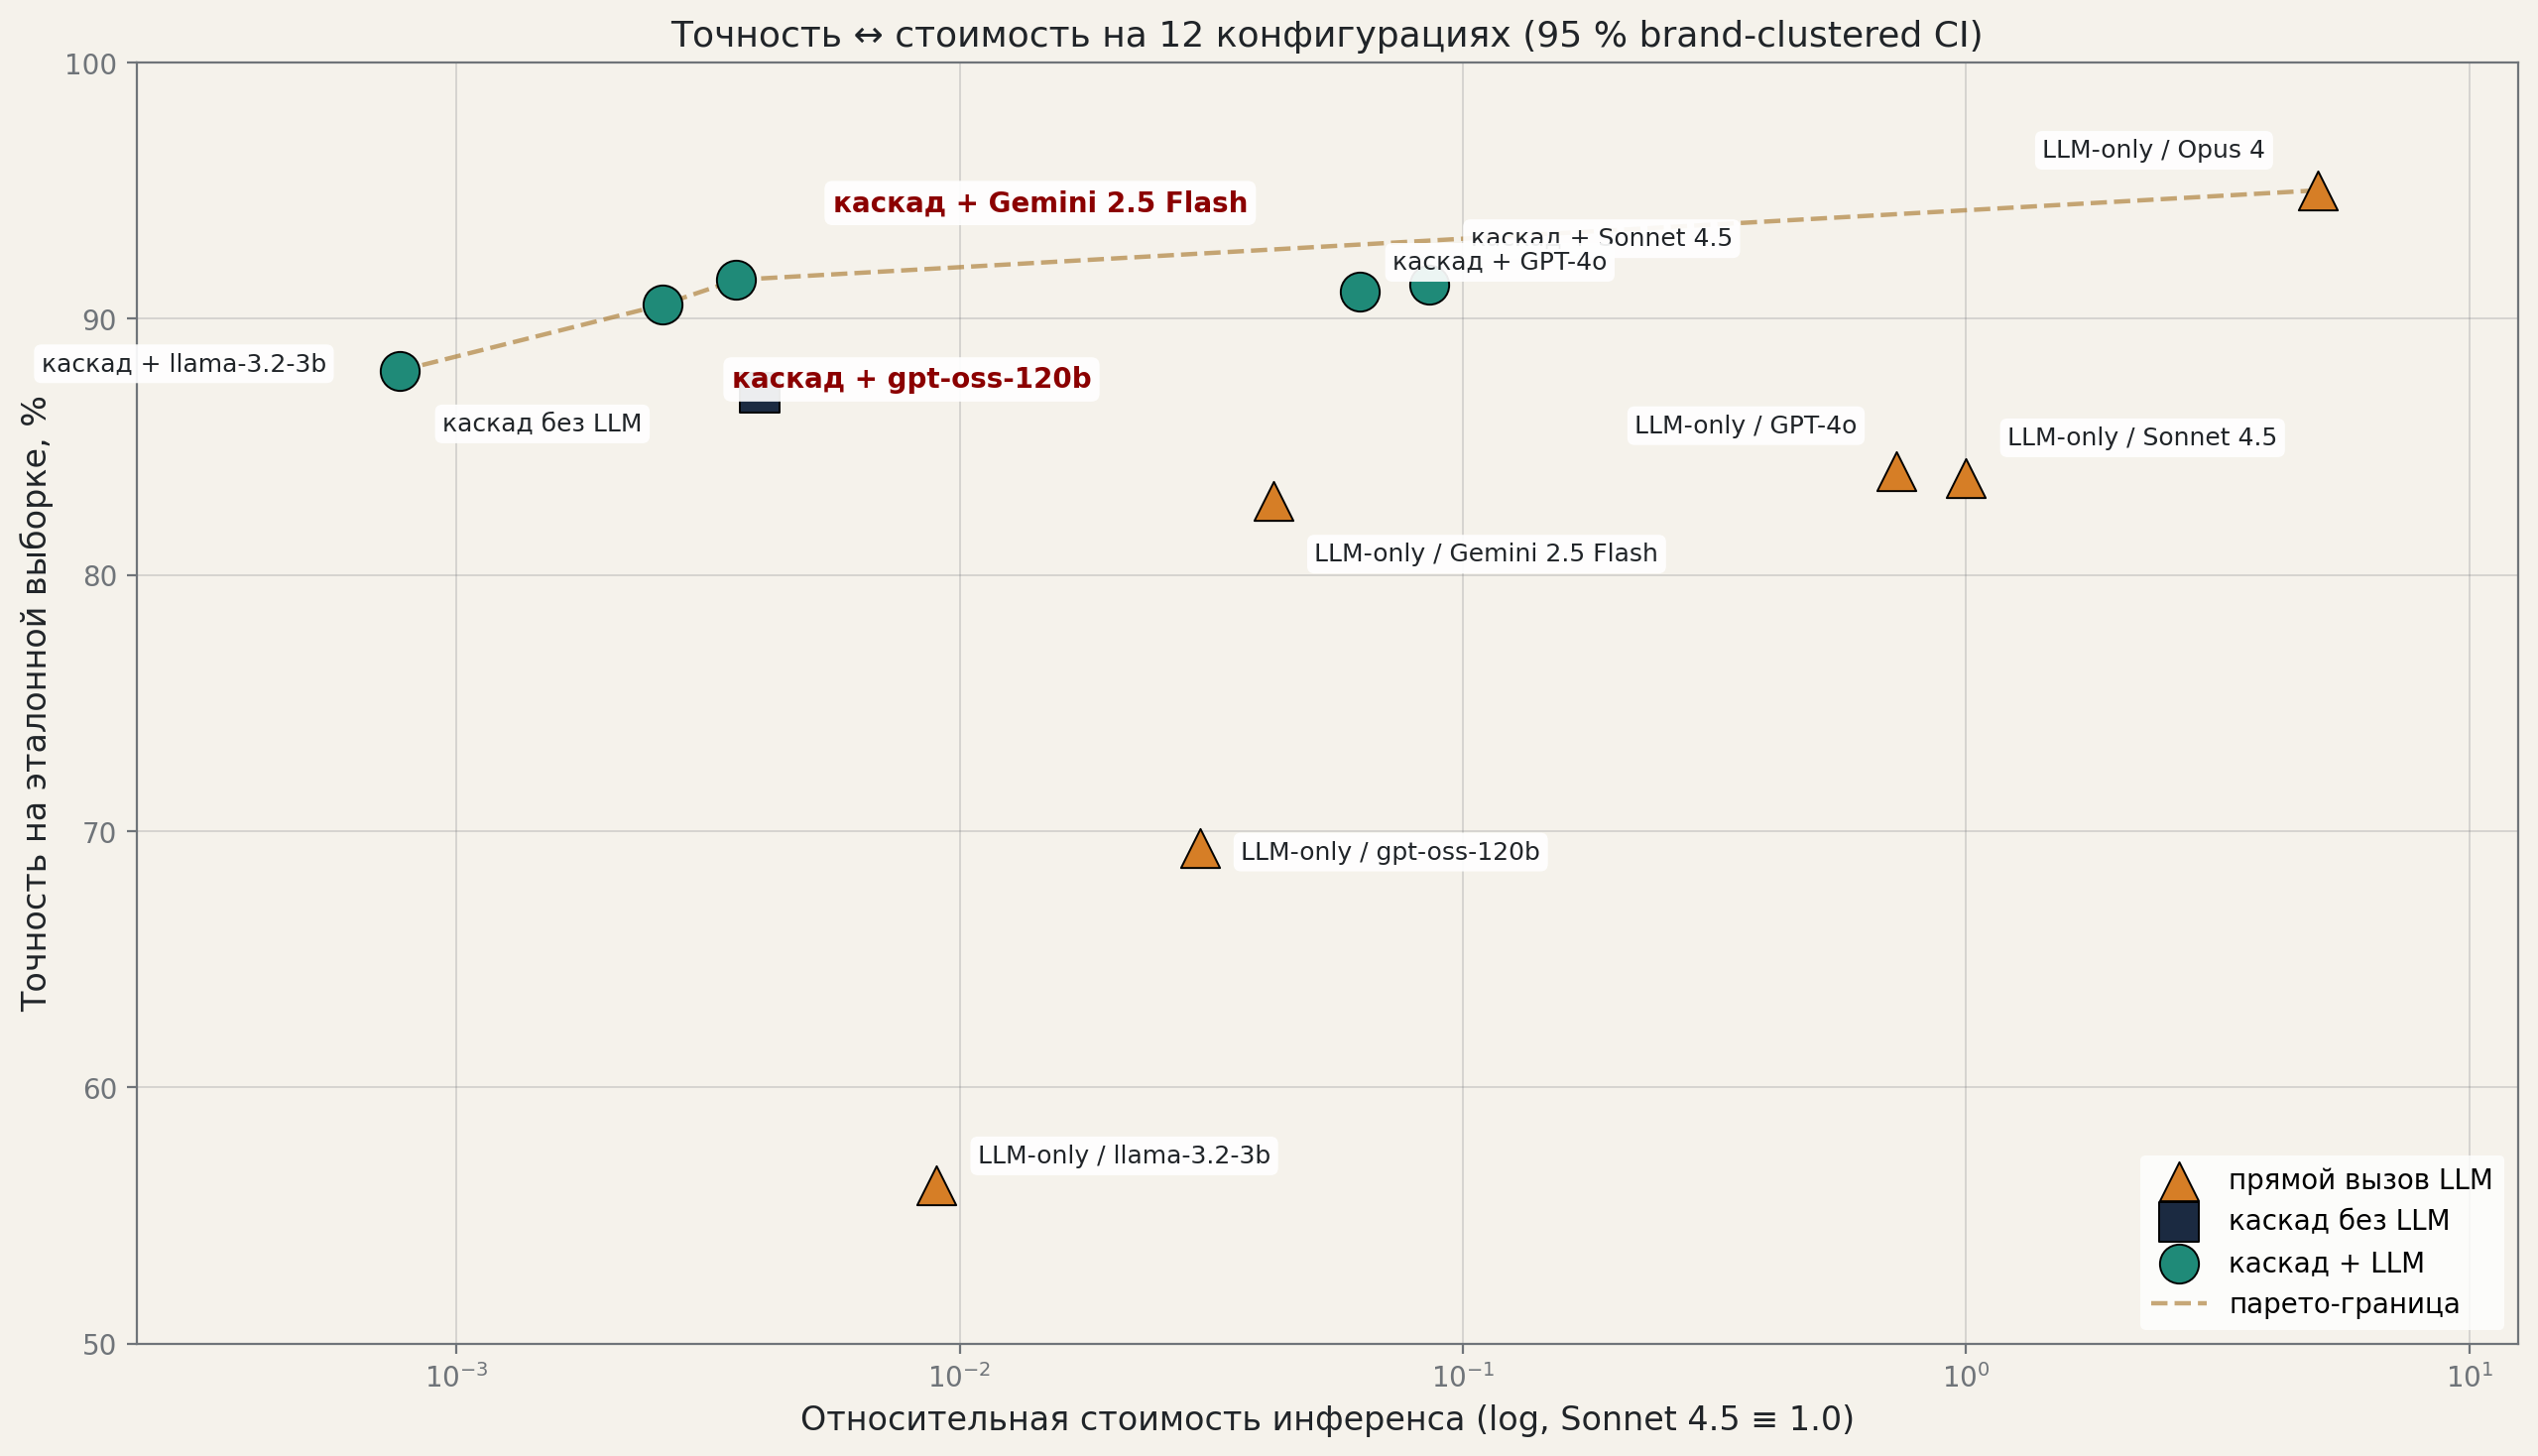 Точность ↔ стоимость на 12 конфигурациях (95 % brand-clustered CI)
Точность на эталонной выборке, %
100
90
80
70
60
50
LLM-only / Opus 4
каскад + Gemini 2.5 Flash
каскад + Sonnet 4.5
каскад + GPT-4o
каскад + llama-3.2-3b
каскад + gpt-oss-120b
каскад без LLM
LLM-only / GPT-4o
LLM-only / Sonnet 4.5
LLM-only / Gemini 2.5 Flash
LLM-only / gpt-oss-120b
LLM-only / llama-3.2-3b
прямой вызов LLM
каскад без LLM
каскад + LLM
парето-граница
10⁻³ 10⁻² 10⁻¹ 10⁰ 10¹
Относительная стоимость инференса (log, Sonnet 4.5 ≡ 1.0)